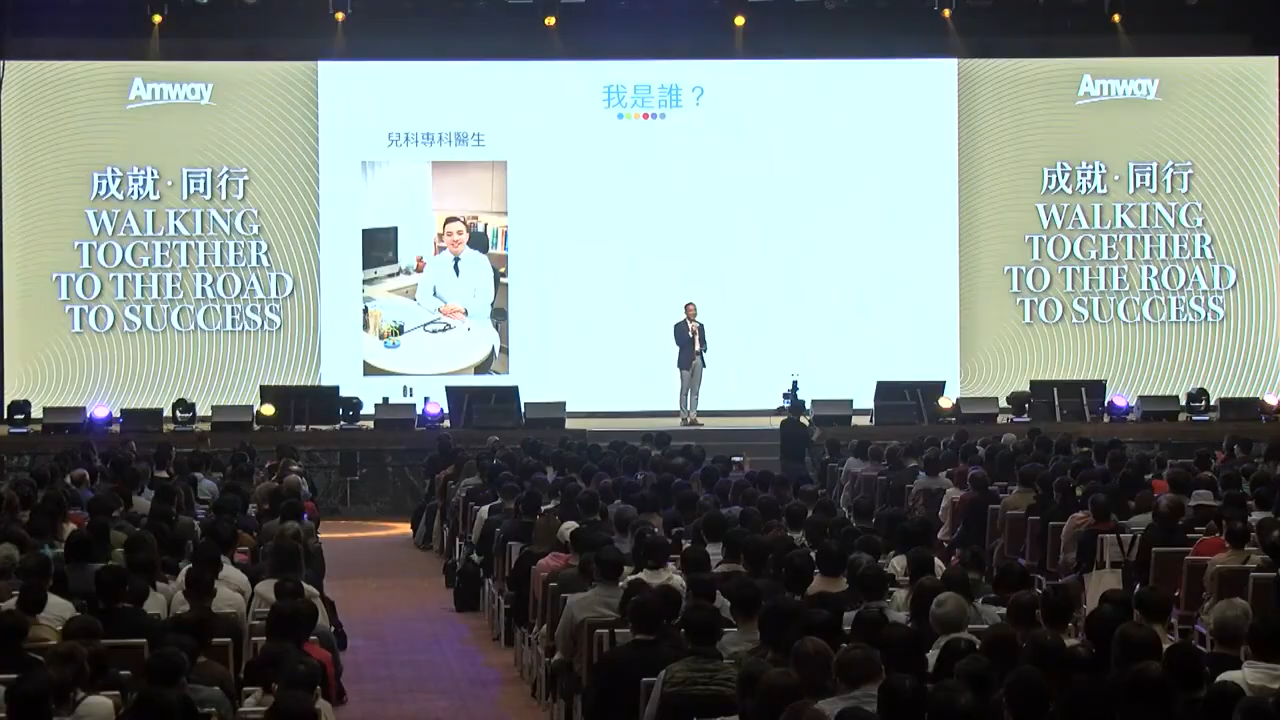 Amway
成就·同行
WALKING
TOGETHER
TO THE ROAD
TO SUCCESS
我是誰？
兒科專科醫生
Amway
成就·同行
WALKING
TOGETHER
TO THE ROAD
TO SUCCESS